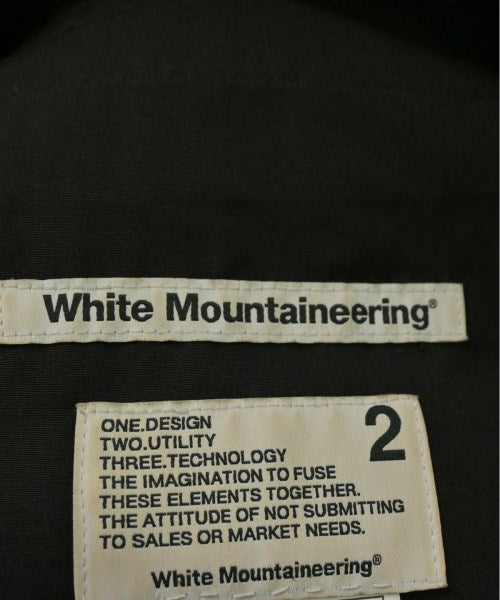 White Mountaineering®
2
ONE.DESIGN
TWO.UTILITY
THREE.TECHNOLOGY
THE IMAGINATION TO FUSE
THESE ELEMENTS TOGETHER.
THE ATTITUDE OF NOT SUBMITTING
TO SALES OR MARKET NEEDS.
White Mountaineering®